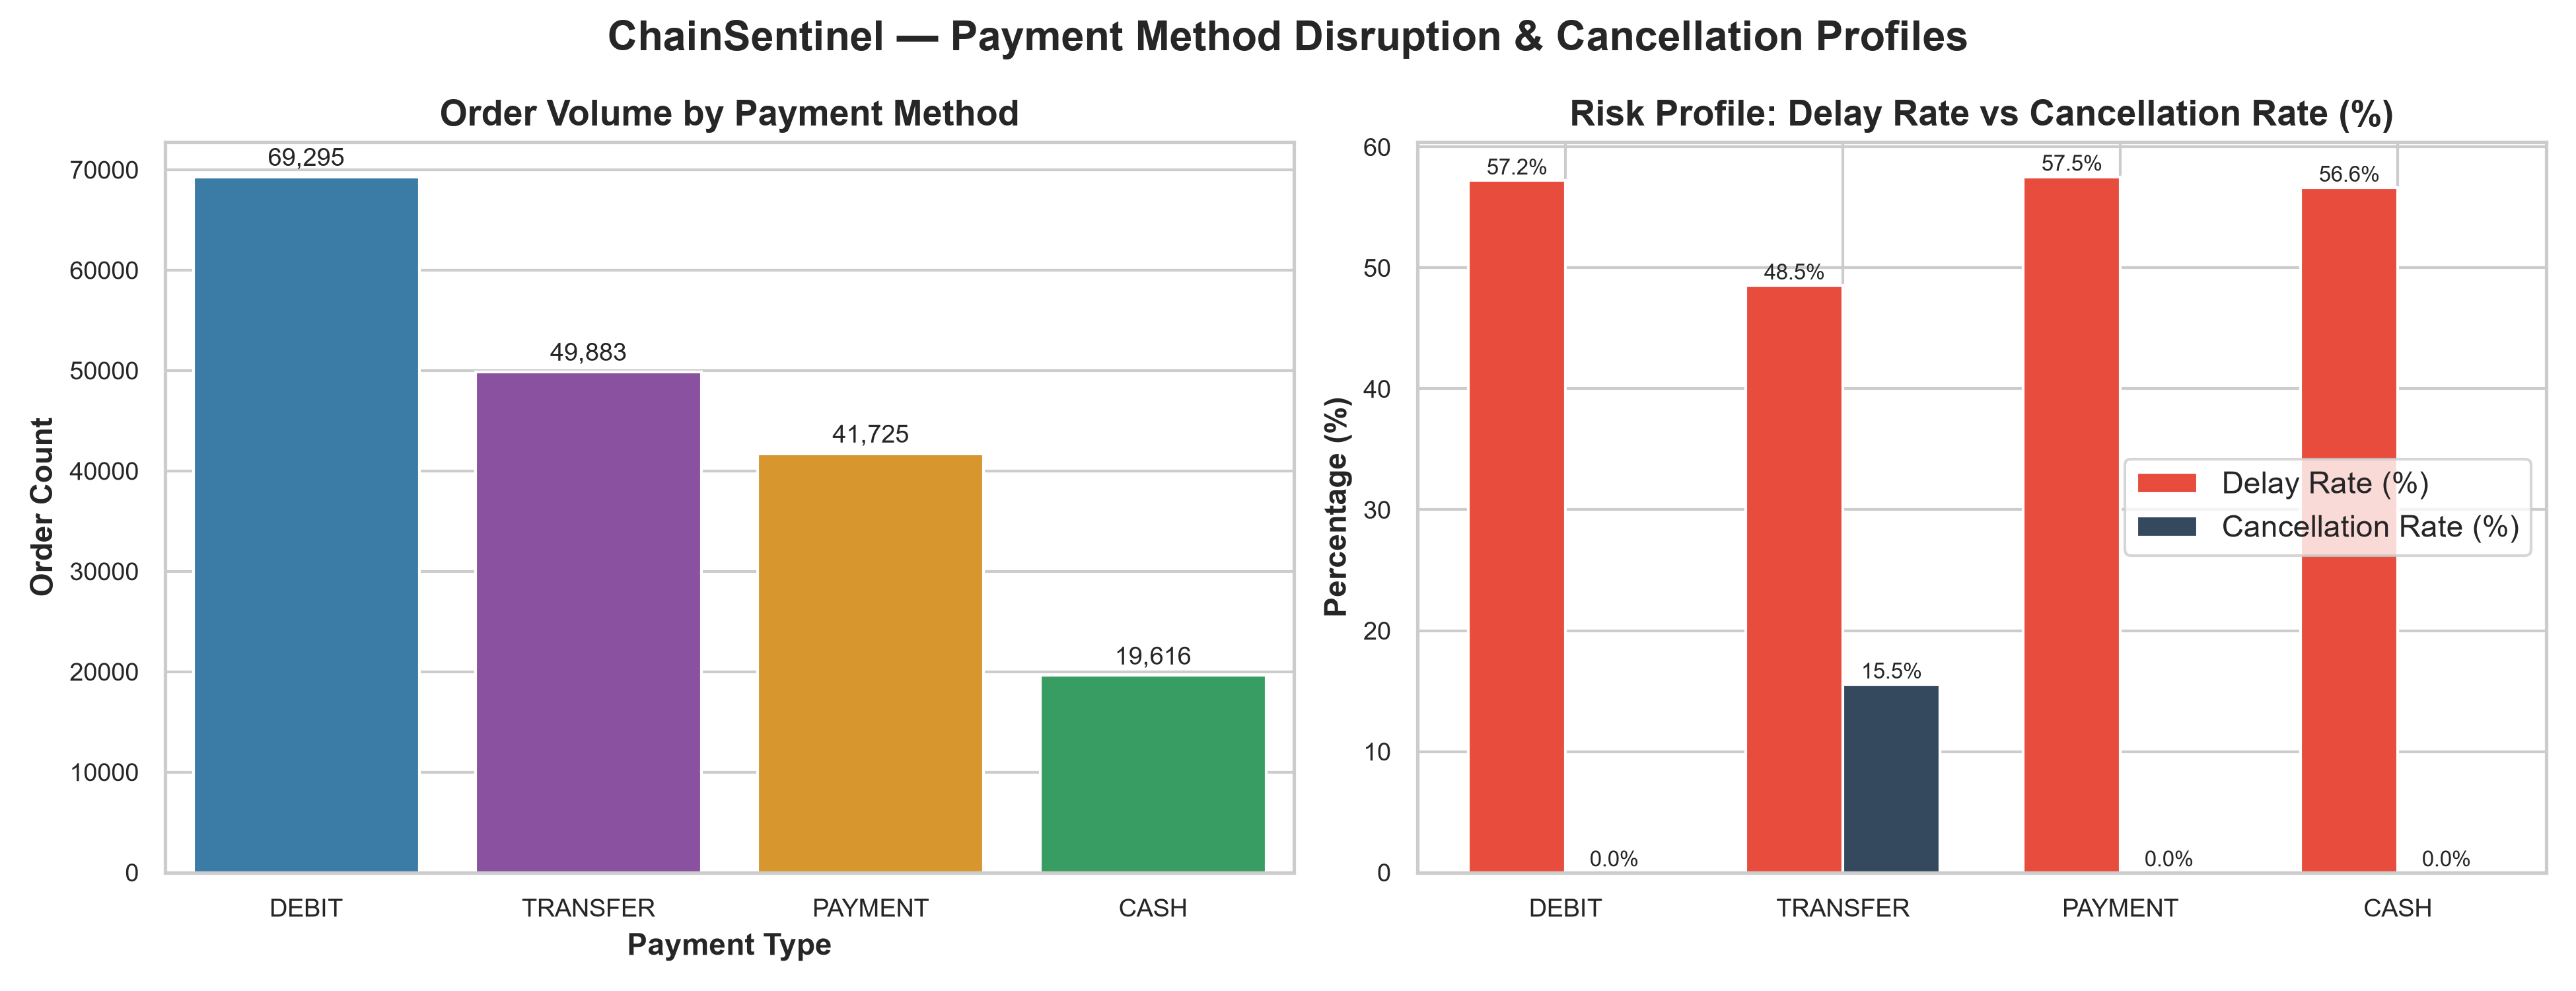 ChainSentinel — Payment Method Disruption & Cancellation Profiles
Order Volume by Payment Method
Order Count
70000
60000
50000
40000
30000
20000
10000
0
69,295
49,883
41,725
19,616
DEBIT
TRANSFER
PAYMENT
CASH
Payment Type
Risk Profile: Delay Rate vs Cancellation Rate (%)
Percentage (%)
60
50
40
30
20
10
0
57.2%
0.0%
48.5%
15.5%
57.5%
0.0%
56.6%
0.0%
Delay Rate (%)
Cancellation Rate (%)
DEBIT
TRANSFER
PAYMENT
CASH